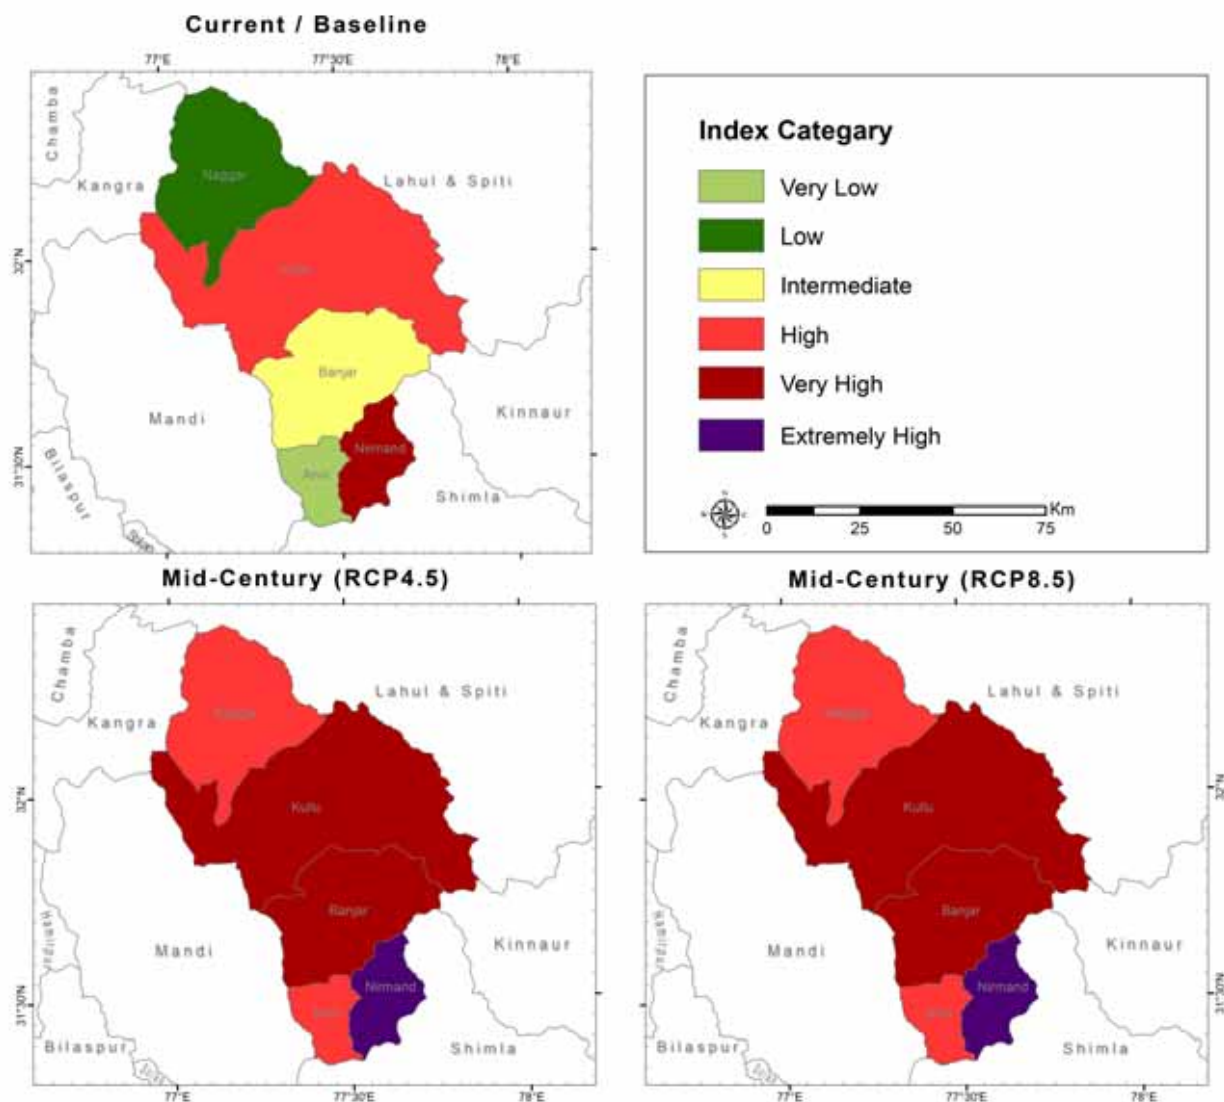 Current / Baseline
77°E 77°30'E 78°E
Chamba
Kangra
Naggar
Lahul & Spiti
32°N
Banjar
Mandi
Kinnaur
Nirmand
31°30'N
Bilaspur
Shimla
Index Categary
Very Low
Low
Intermediate
High
Very High
Extremely High
Km
0 25 50 75
Mid-Century (RCP4.5)
Chamba
Lahul & Spiti
Kangra
32°N
Kullu
Banjar
Mandi
Kinnaur
Nirmand
31°30'N
Bilaspur
Shimla
77°E 77°30'E 78°E
Mid-Century (RCP8.5)
Chamba
Lahul & Spiti
Kangra
32°N
Kullu
Banjar
Mandi
Kinnaur
Nirmand
31°30'N
Bilaspur
Shimla
77°E 77°30'E 78°E